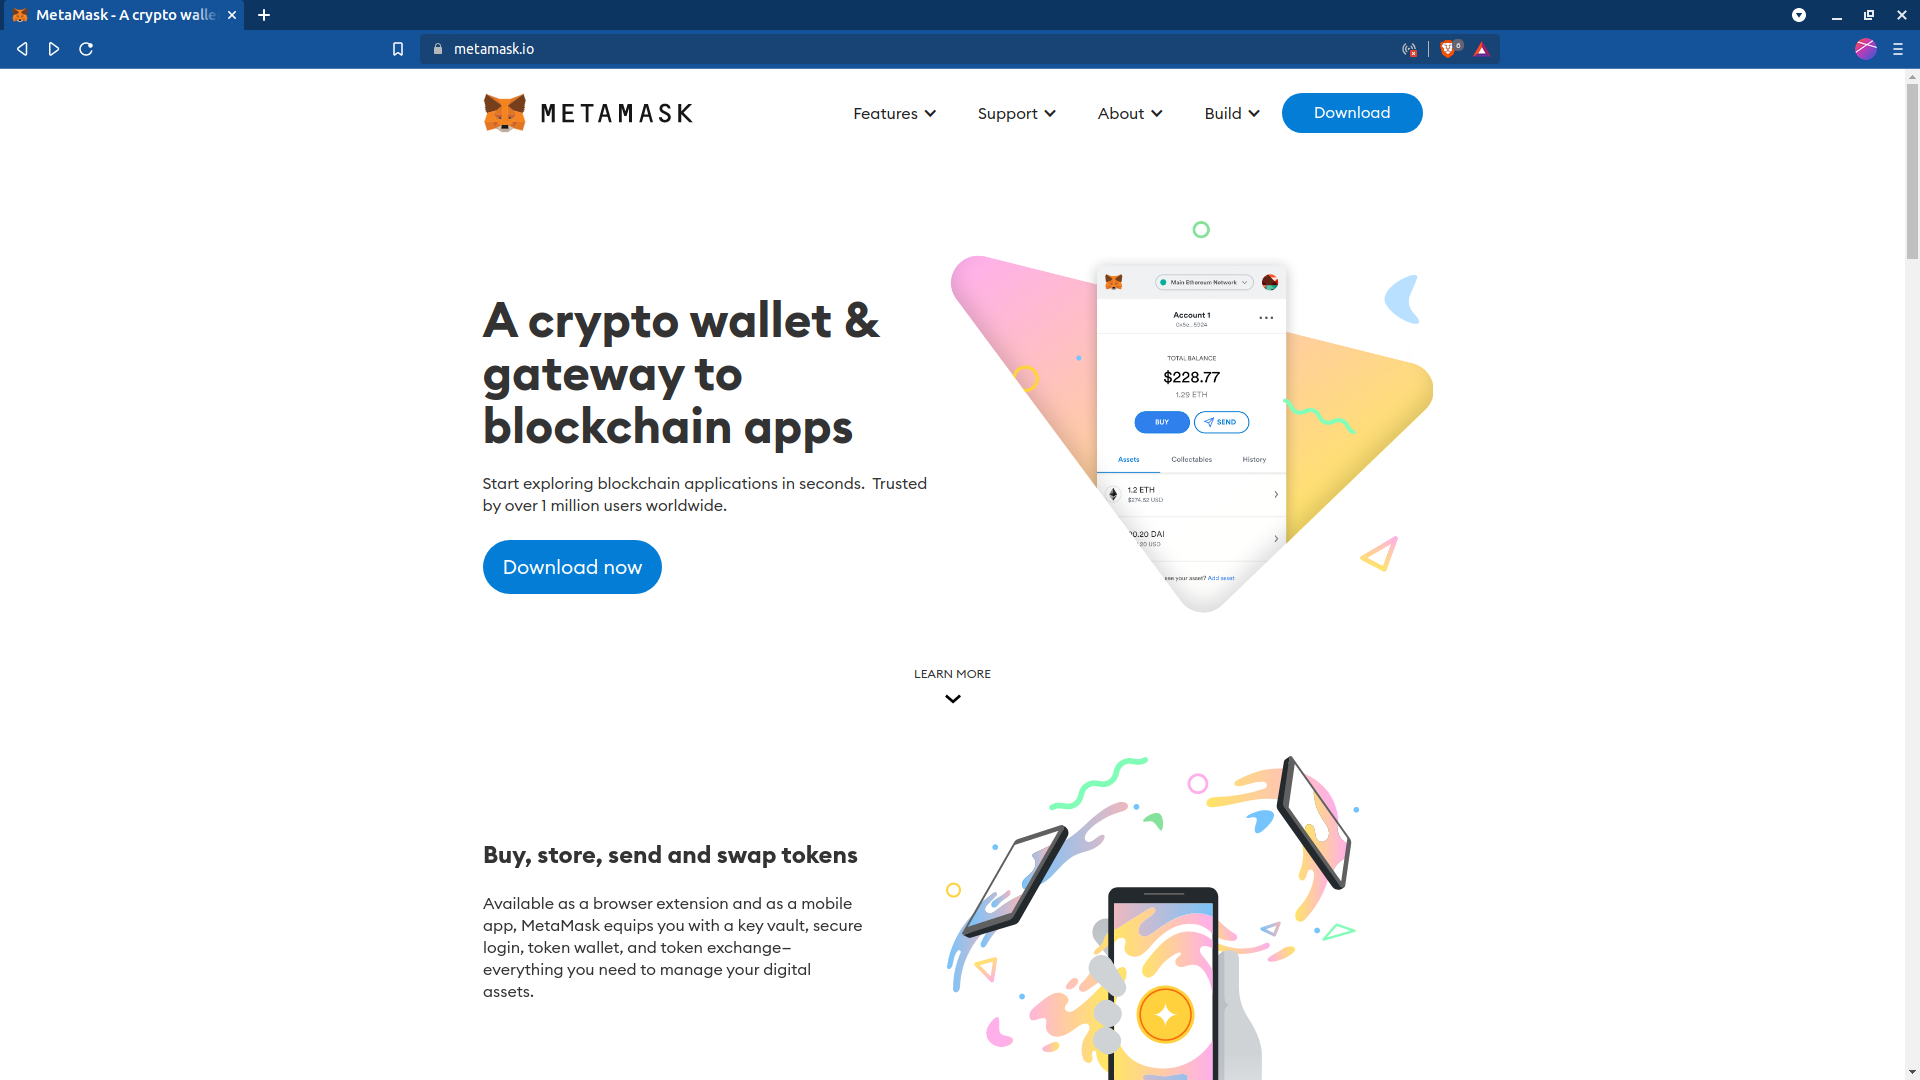 MetaMask - A crypto walle
metamask.io
6
METAMASK
Features
Support
About
Build
Download
A crypto wallet &
gateway to
blockchain apps
Start exploring blockchain applications in seconds.  Trusted
by over 1 million users worldwide.
Download now
Main Ethereum Network
Account 1
0x5e...5924
TOTAL BALANCE
$228.77
1.29 ETH
BUY
SEND
Assets
Collectables
History
1.2 ETH
$274.52 USD
0.20 DAI
.20 USD
see your asset? Add asset
LEARN MORE
Buy, store, send and swap tokens
Available as a browser extension and as a mobile
app, MetaMask equips you with a key vault, secure
login, token wallet, and token exchange—
everything you need to manage your digital
assets.